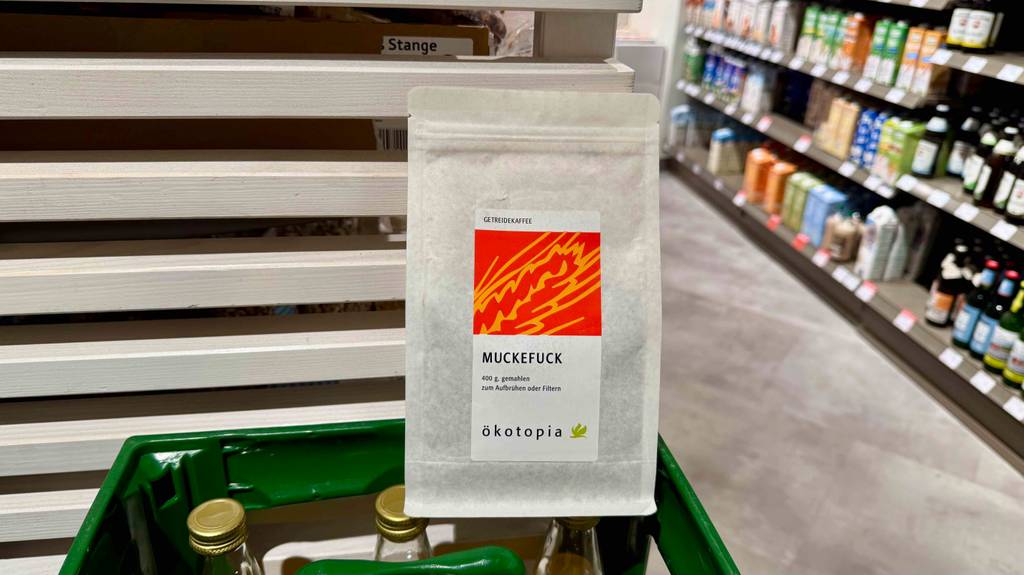 Stange
GETREIDEKAFFEE
MUCKEFUCK
400 g, gemahlen
zum Aufbrühen oder Filtern
ökotopia